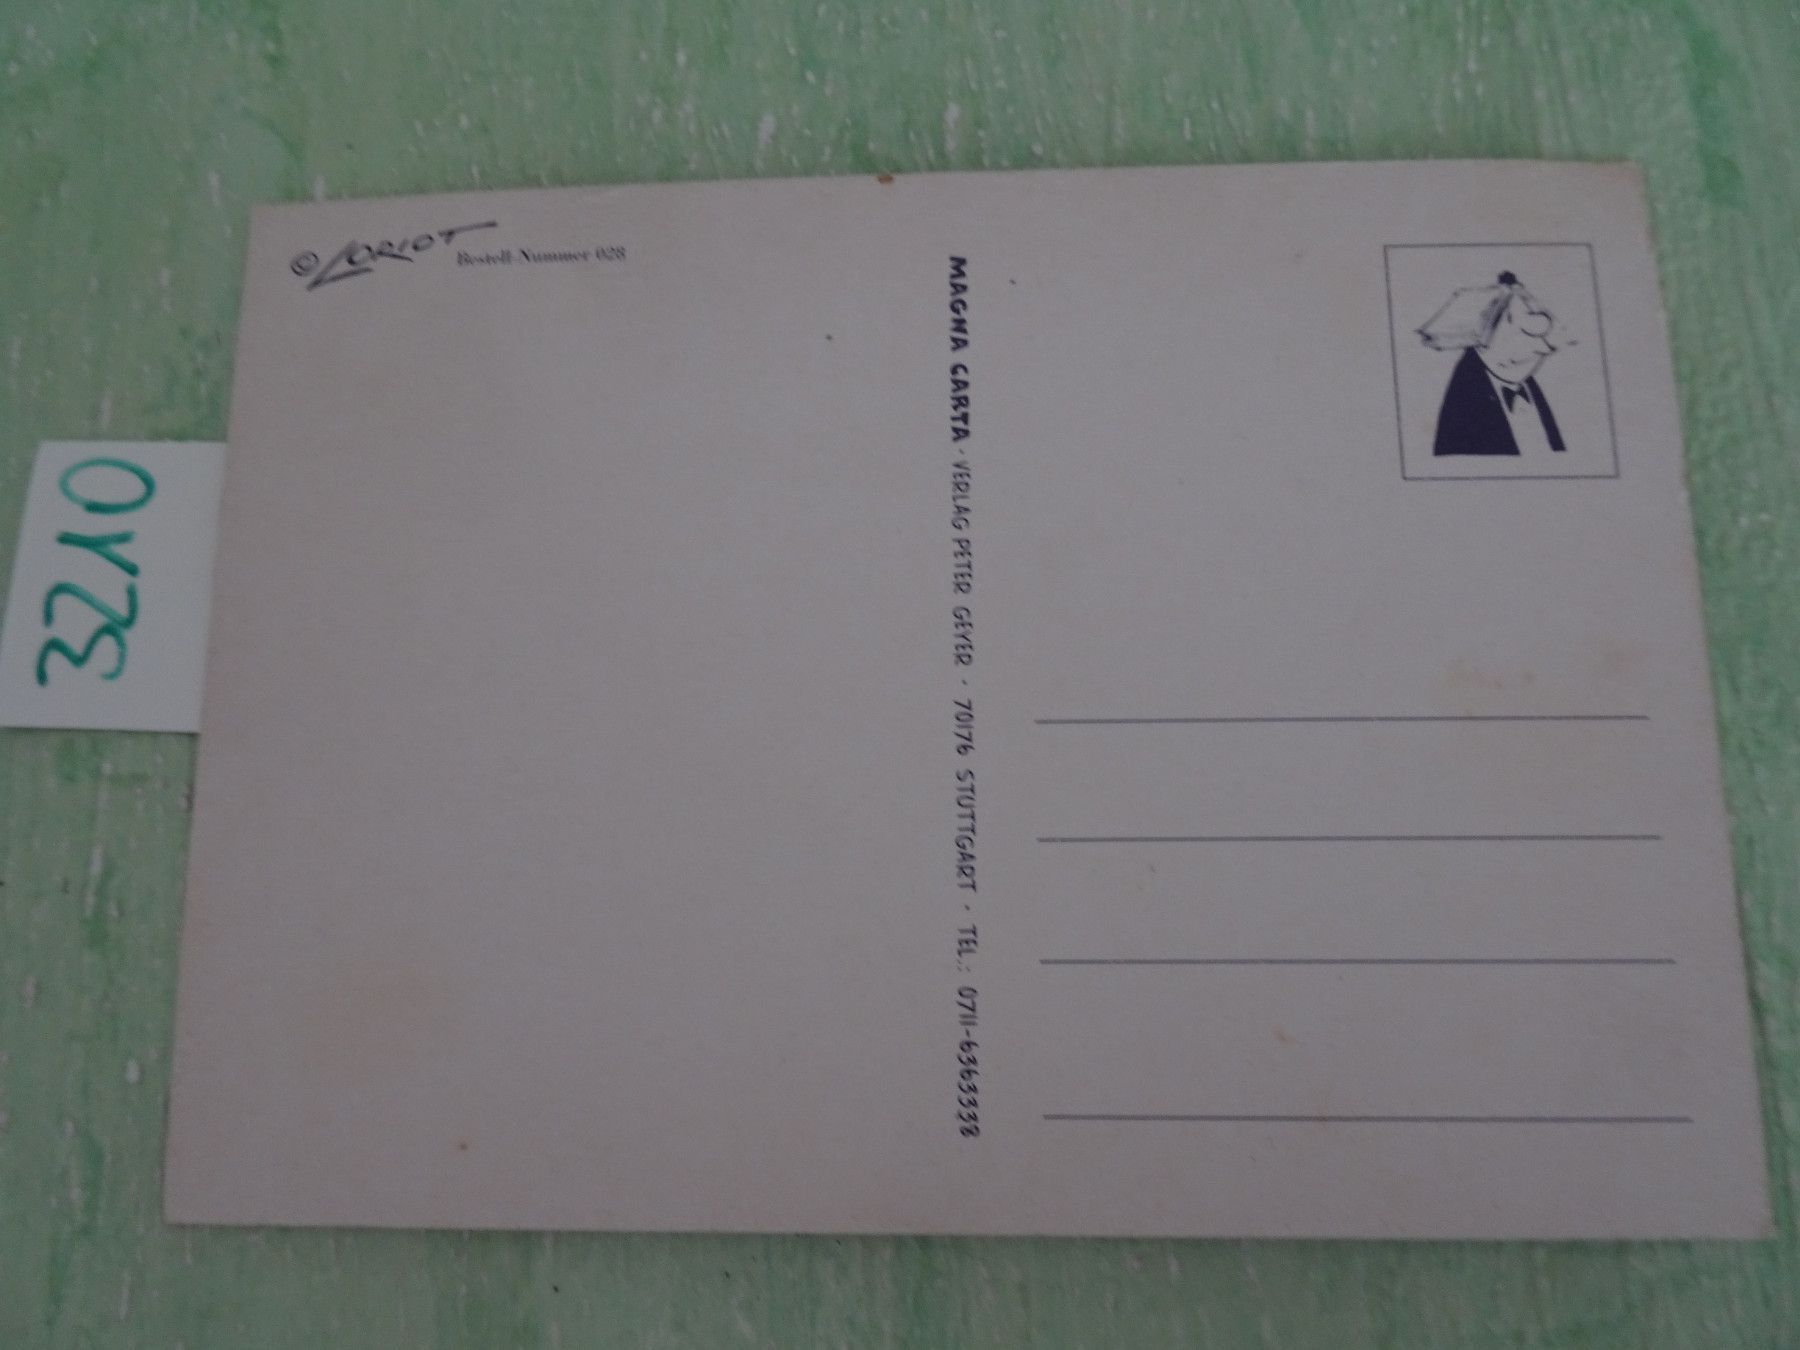 © LORIOT
Bestell-Nummer 028
MAGNA CARTA · VERLAG PETER GEYER · 70176 STUTTGART · TEL.: 0711-6363338
3210